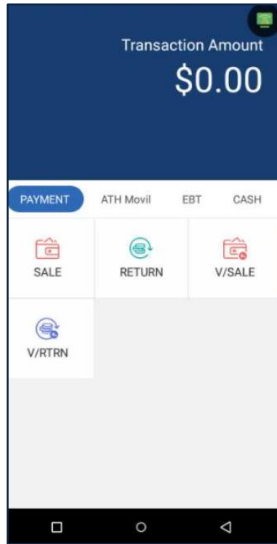 Transaction Amount
$0.00
PAYMENT ATH Movil EBT CASH
SALE RETURN V/SALE
V/RTRN